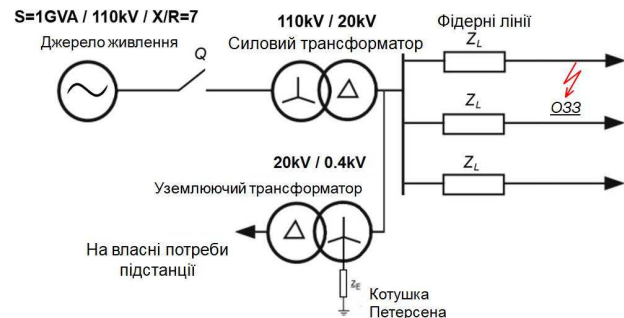 S=1GVA / 110kV / X/R=7
Джерело живлення
Q
110kV / 20kV
Силовий трансформатор
Фідерні лінії
Z_L
ОЗЗ
Z_L
Z_L
20kV / 0.4kV
Уземлюючий трансформатор
На власні потреби
підстанції
Z_E
Котушка
Петерсена